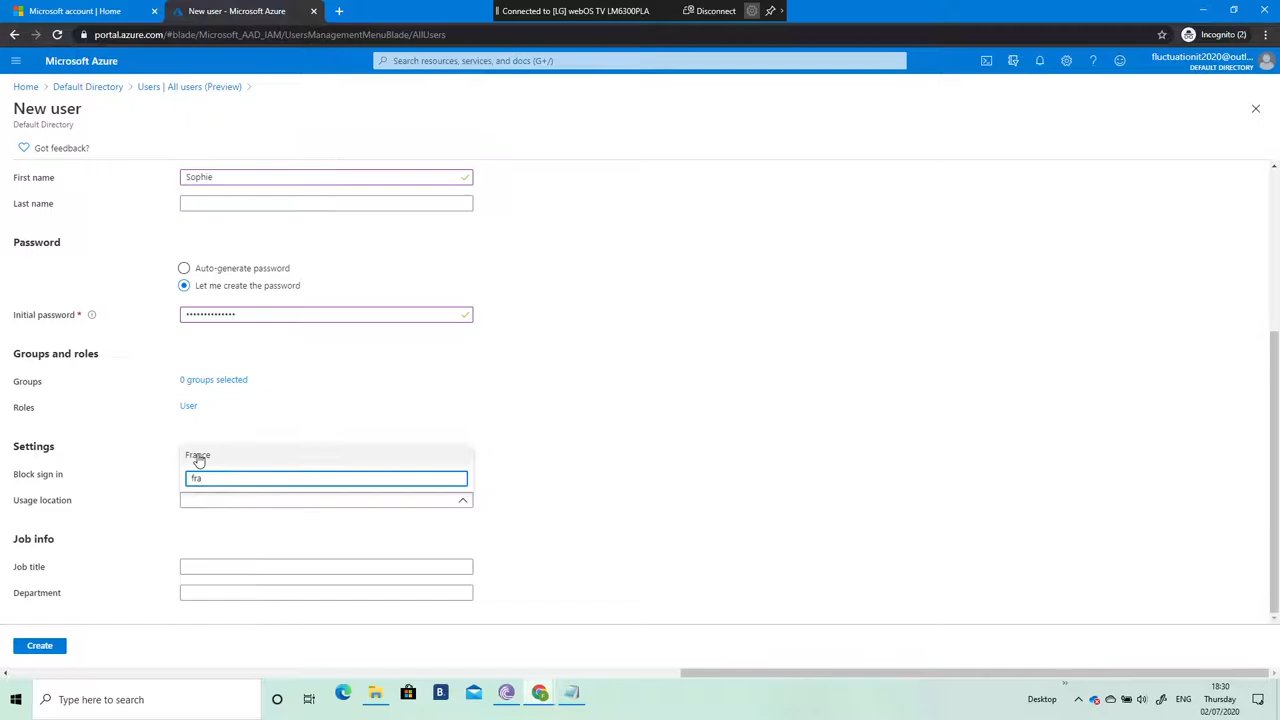 Microsoft account | Home
New user - Microsoft Azure
Connected to [LG] webOS TV LM6300PLA
Disconnect
portal.azure.com/#blade/Microsoft_AAD_IAM/UsersManagementMenuBlade/AllUsers
Incognito (2)
Microsoft Azure
Search resources, services, and docs (G+/)
fluctuationit2020@outl...
DEFAULT DIRECTORY
Home > Default Directory > Users | All users (Preview) >
New user
Default Directory
Got feedback?
First name
Sophie
Last name
Password
Auto-generate password
Let me create the password
Initial password *
••••••••••••••
Groups and roles
Groups
0 groups selected
Roles
User
Settings
France
Block sign in
fra
Usage location
Job info
Job title
Department
Create
Type here to search
B.
Desktop
ENG
18:30
Thursday
02/07/2020